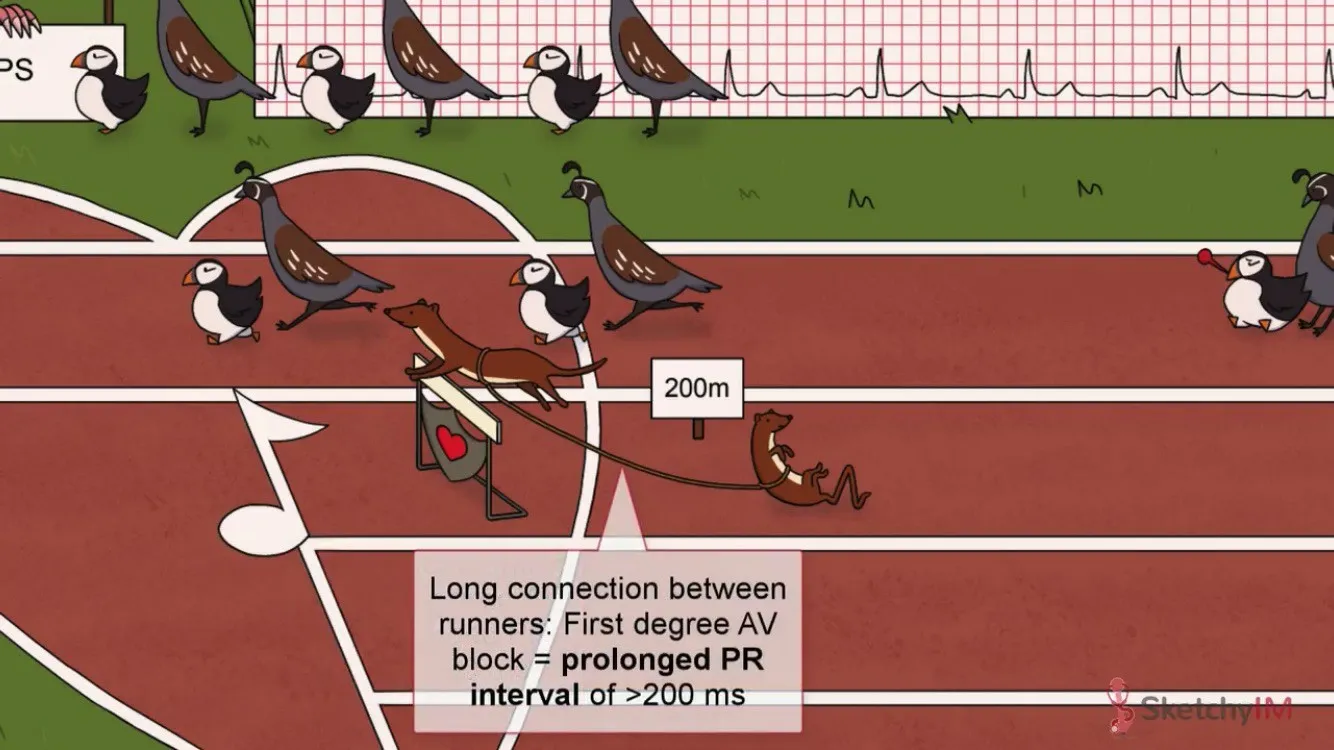 PS
200m
Long connection between
runners: First degree AV
block = prolonged PR
interval of >200 ms
SketchyIM